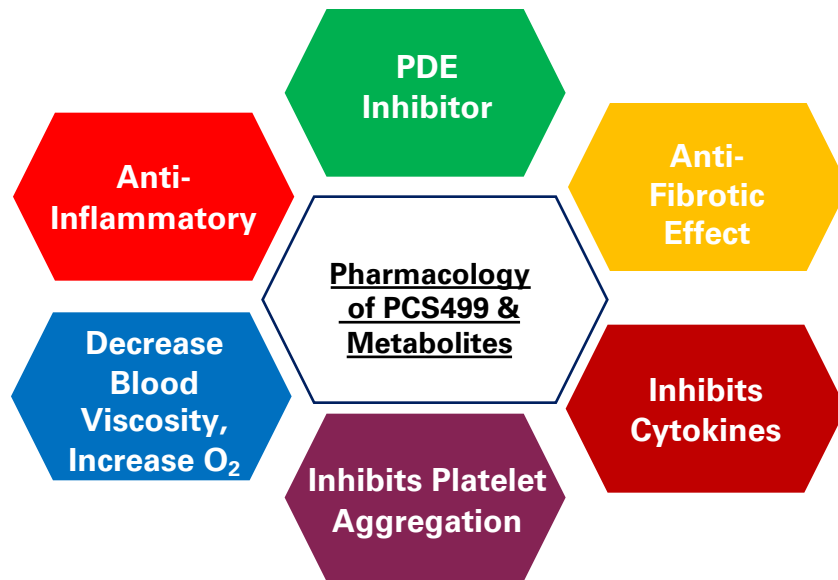 PDE
Inhibitor
Anti-
Inflammatory
Anti-
Fibrotic
Effect
Pharmacology
of PCS499 &
Metabolites
Decrease
Blood
Viscosity,
Increase O₂
Inhibits
Cytokines
Inhibits Platelet
Aggregation